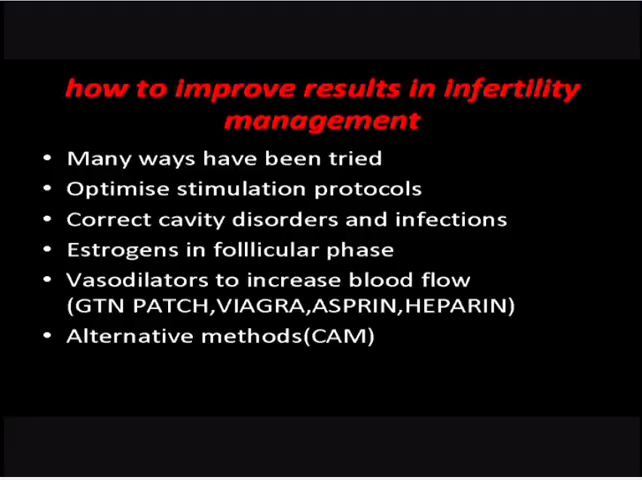 how to improve results in infertility
management
• Many ways have been tried
• Optimise stimulation protocols
• Correct cavity disorders and infections
• Estrogens in folllicular phase
• Vasodilators to increase blood flow
(GTN PATCH,VIAGRA,ASPRIN,HEPARIN)
• Alternative methods(CAM)